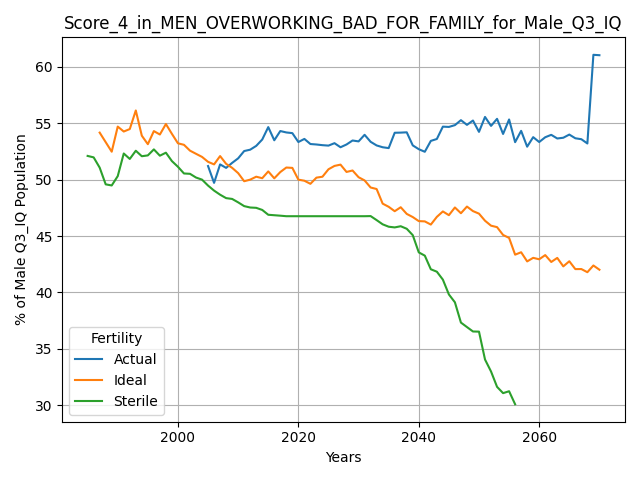 Score_4_in_MEN_OVERWORKING_BAD_FOR_FAMILY_for_Male_Q3_IQ
% of Male Q3_IQ Population
60
55
50
45
40
35
30
Fertility
Actual
Ideal
Sterile
2000 2020 2040 2060
Years